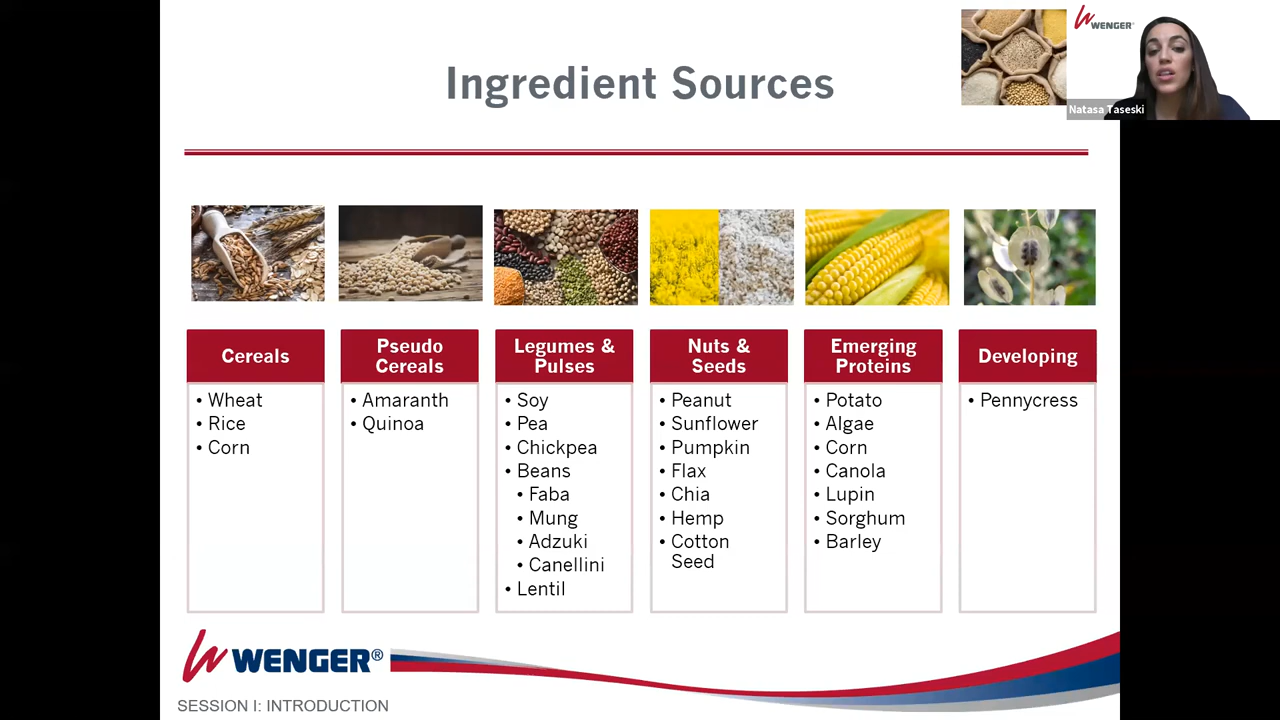 Ingredient Sources
WENGER
Natasa Taseski
Cereals
• Wheat
• Rice
• Corn
Pseudo
Cereals
• Amaranth
• Quinoa
Legumes &
Pulses
• Soy
• Pea
• Chickpea
• Beans
• Faba
• Mung
• Adzuki
• Canellini
• Lentil
Nuts &
Seeds
• Peanut
• Sunflower
• Pumpkin
• Flax
• Chia
• Hemp
• Cotton
Seed
Emerging
Proteins
• Potato
• Algae
• Corn
• Canola
• Lupin
• Sorghum
• Barley
Developing
• Pennycress
WENGER®
SESSION I: INTRODUCTION